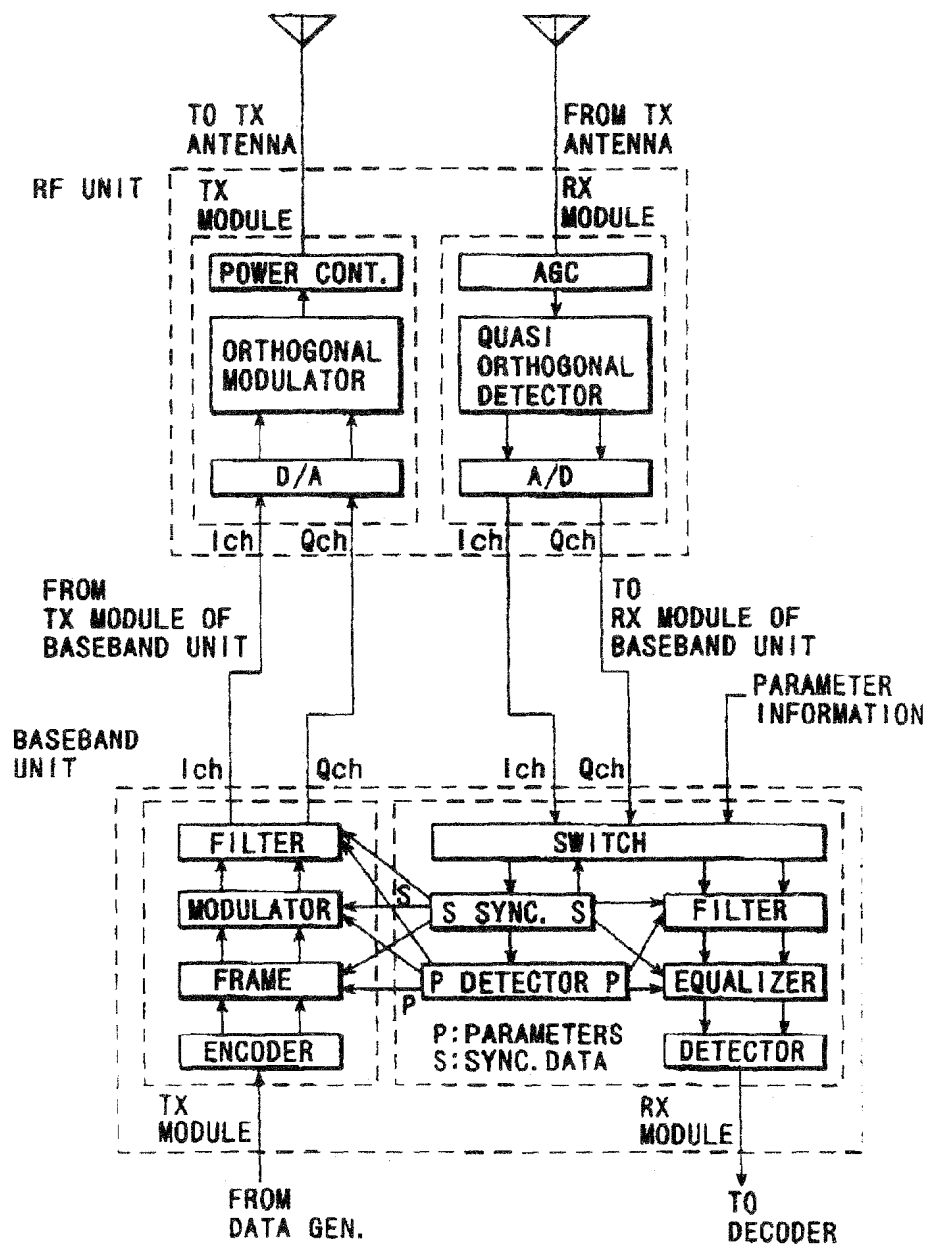 TO TX
ANTENNA
FROM TX
ANTENNA
RF UNIT
TX
MODULE
RX
MODULE
POWER CONT.
AGC
ORTHOGONAL
MODULATOR
QUASI
ORTHOGONAL
DETECTOR
D/A
A/D
Ich
Qch
Ich
Qch
FROM
TX MODULE OF
BASEBAND UNIT
TO
RX MODULE OF
BASEBAND UNIT
PARAMETER
INFORMATION
BASEBAND
UNIT
Ich
Qch
Ich
Qch
FILTER
SWITCH
MODULATOR
S
S SYNC. S
FILTER
FRAME
P
P DETECTOR P
EQUALIZER
ENCODER
P:PARAMETERS
S:SYNC.DATA
DETECTOR
TX
MODULE
RX
MODULE
FROM
DATA GEN.
TO
DECODER